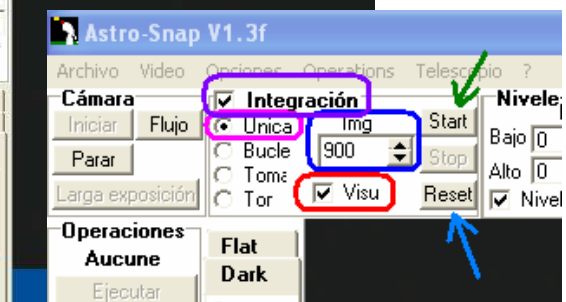 Astro-Snap V1.3f
Archivo Video Opciones Operations Telescopio ?
Cámara
Iniciar Flujo
Parar
Larga exposición
Integración
Unica
Bucle
Toma
Tor
Img
900
Visu
Start
Stop
Reset
Nivele
Bajo 0
Alto 0
Nivel
Operaciones
Aucune
Ejecutar
Flat
Dark